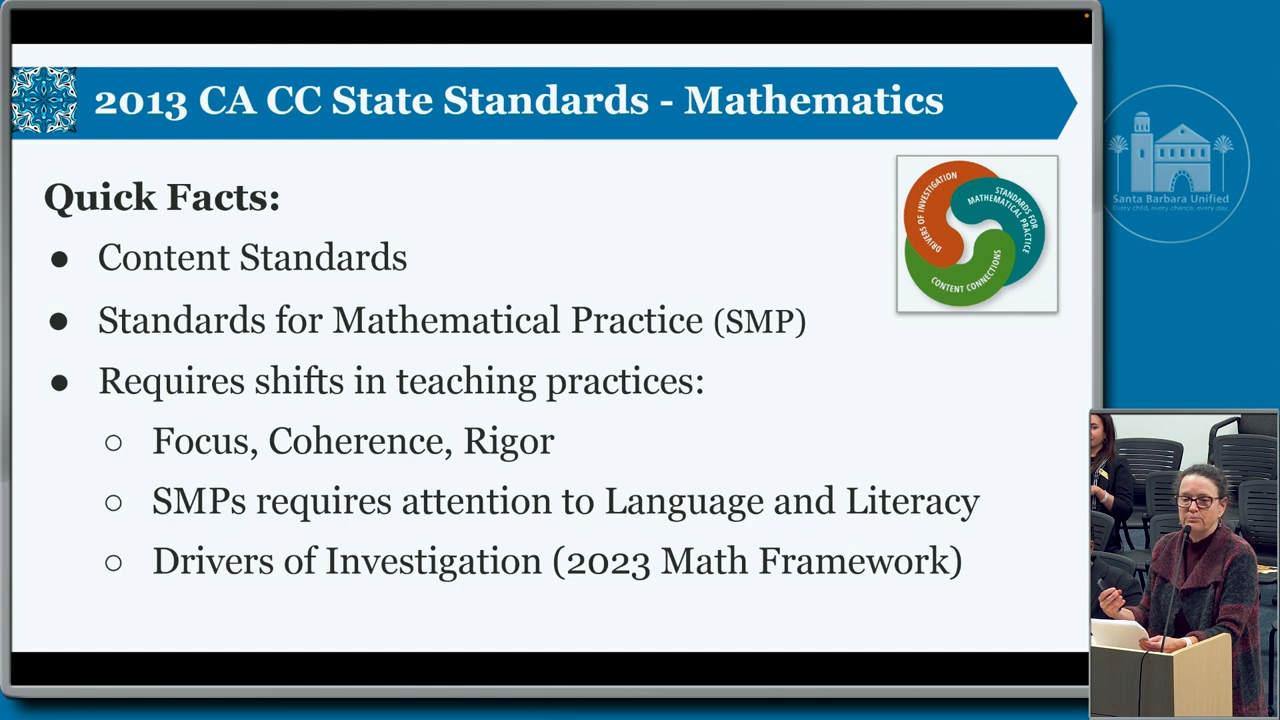 2013 CA CC State Standards - Mathematics
Quick Facts:
● Content Standards
● Standards for Mathematical Practice (SMP)
● Requires shifts in teaching practices:
○ Focus, Coherence, Rigor
○ SMPs requires attention to Language and Literacy
○ Drivers of Investigation (2023 Math Framework)
DRIVERS OF INVESTIGATION
STANDARDS FOR
MATHEMATICAL PRACTICE
CONTENT CONNECTIONS
Santa Barbara Unified
Every child, every chance, every day.